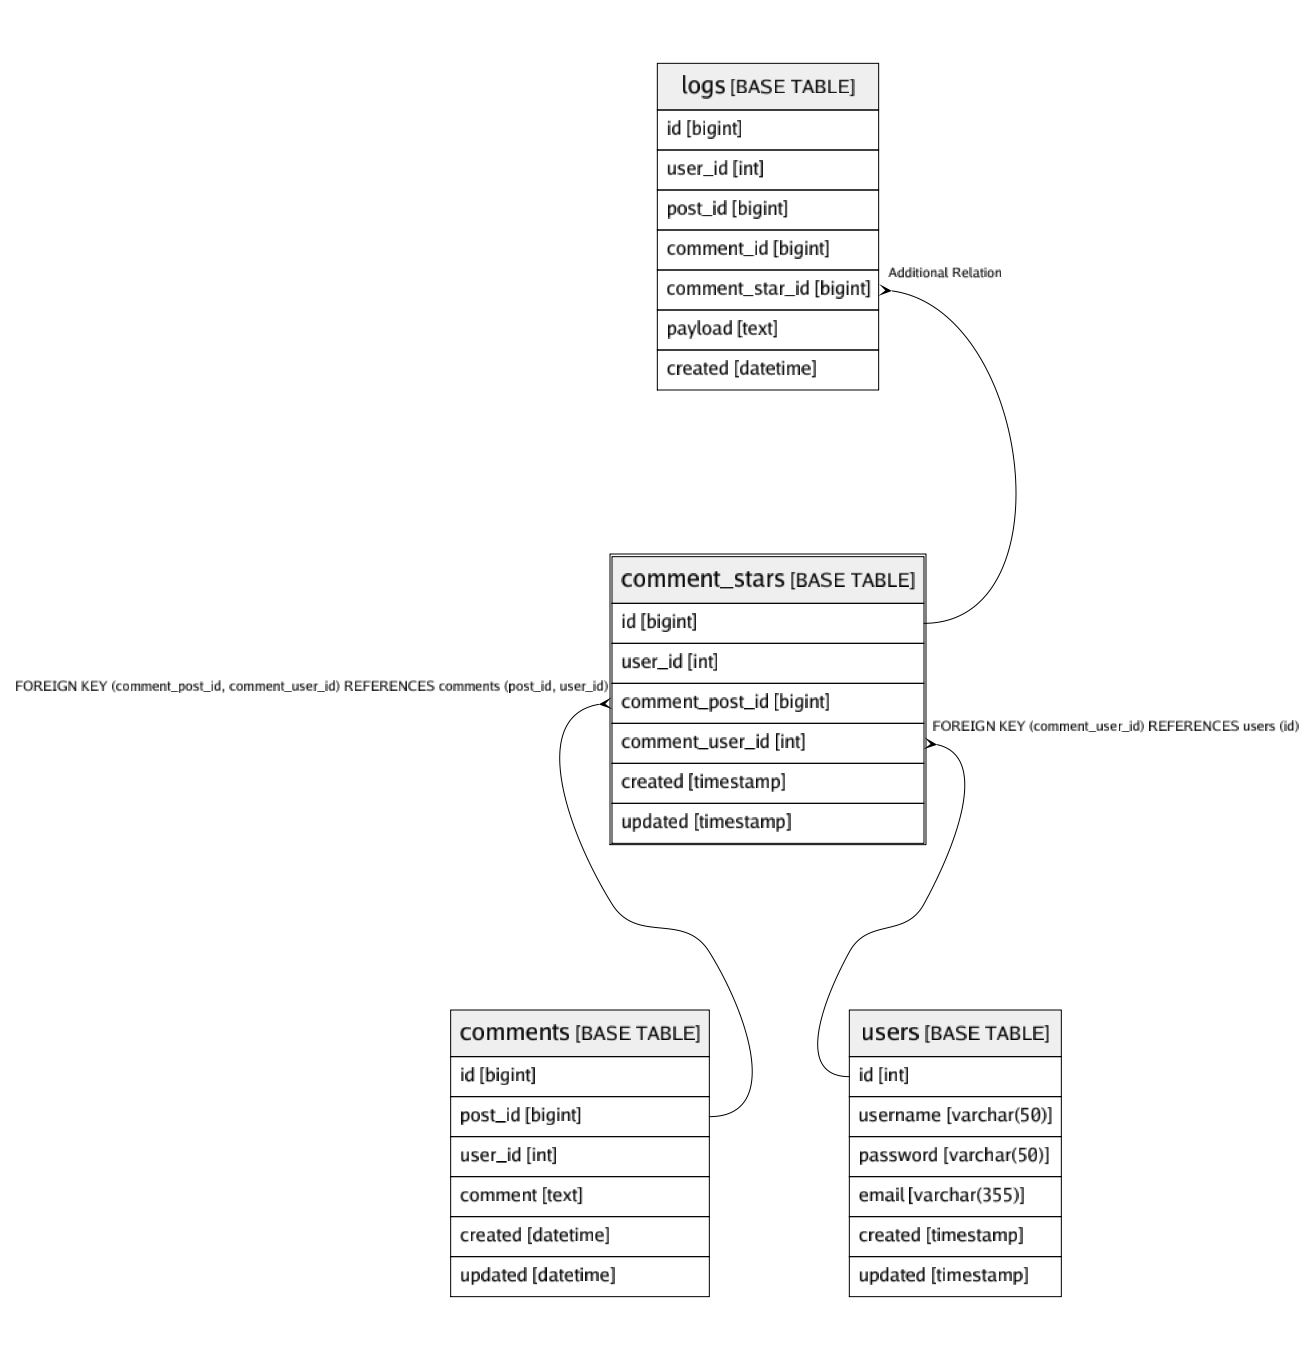 logs [BASE TABLE]
id [bigint]
user_id [int]
post_id [bigint]
comment_id [bigint]
Additional Relation
comment_star_id [bigint]
payload [text]
created [datetime]
comment_stars [BASE TABLE]
id [bigint]
user_id [int]
FOREIGN KEY (comment_post_id, comment_user_id) REFERENCES comments (post_id, user_id)
comment_post_id [bigint]
FOREIGN KEY (comment_user_id) REFERENCES users (id)
comment_user_id [int]
created [timestamp]
updated [timestamp]
comments [BASE TABLE]
id [bigint]
post_id [bigint]
user_id [int]
comment [text]
created [datetime]
updated [datetime]
users [BASE TABLE]
id [int]
username [varchar(50)]
password [varchar(50)]
email [varchar(355)]
created [timestamp]
updated [timestamp]